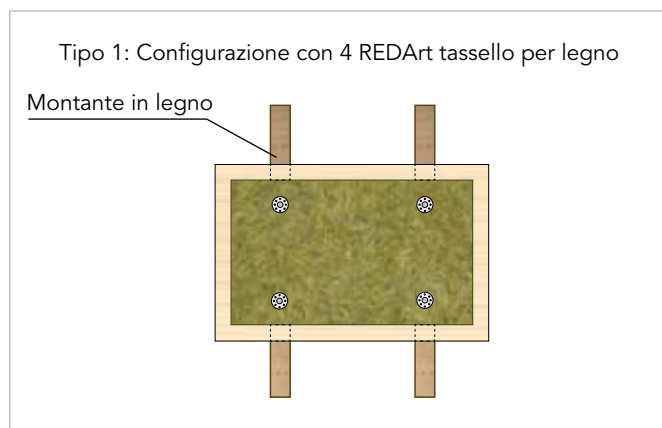 Tipo 1: Configurazione con 4 REDArt tassello per legno
Montante in legno